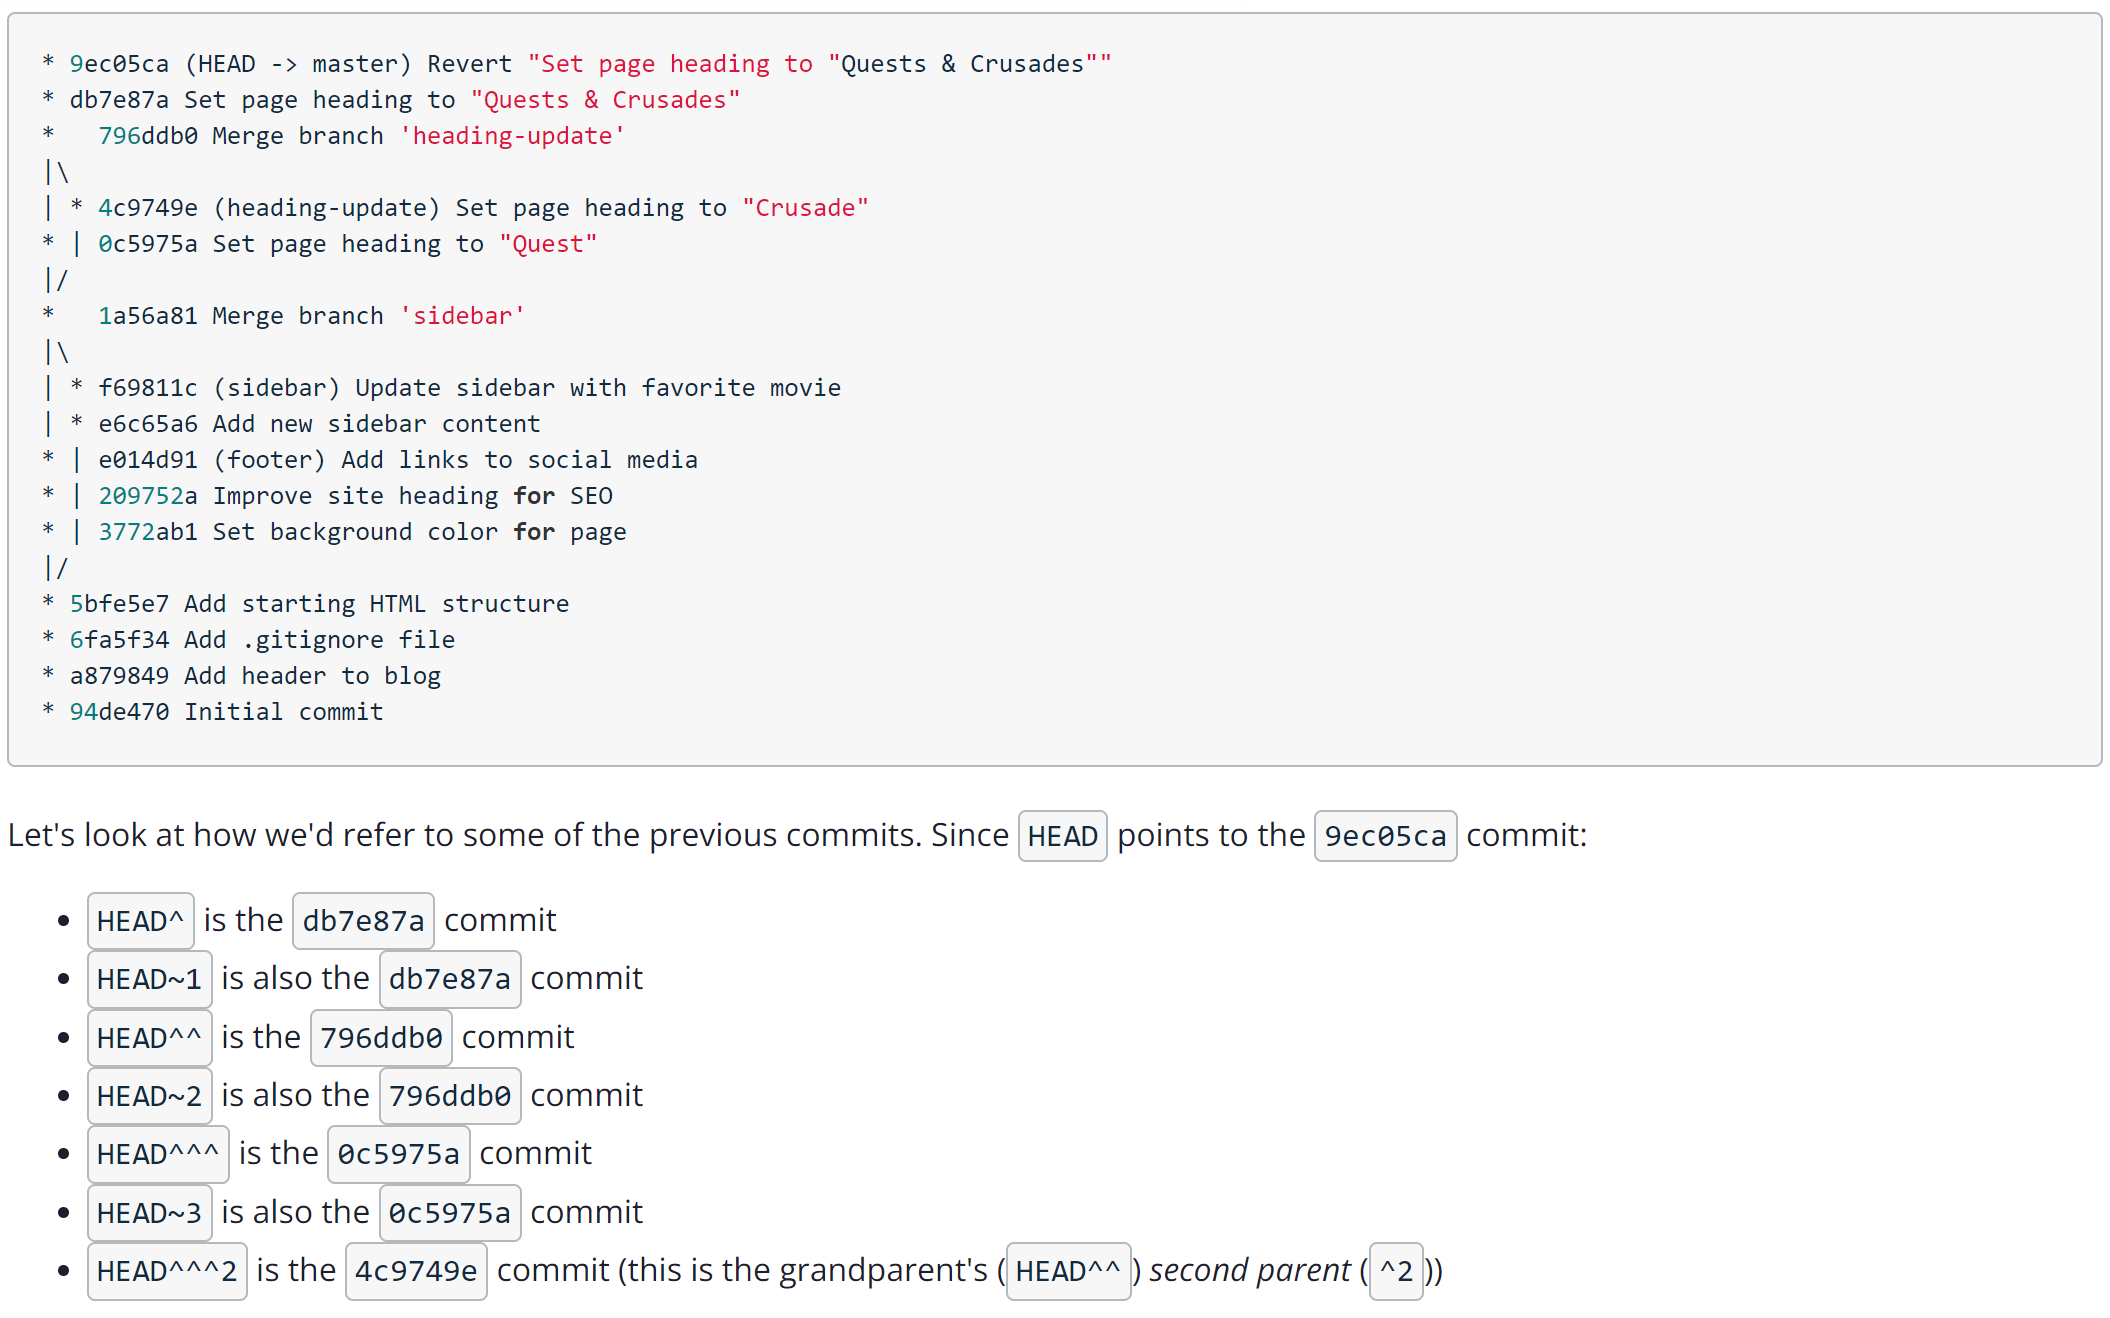 * 9ec05ca (HEAD -> master) Revert "Set page heading to "Quests & Crusades""
* db7e87a Set page heading to "Quests & Crusades"
*   796ddb0 Merge branch 'heading-update'
|\
| * 4c9749e (heading-update) Set page heading to "Crusade"
* | 0c5975a Set page heading to "Quest"
|/
*   1a56a81 Merge branch 'sidebar'
|\
| * f69811c (sidebar) Update sidebar with favorite movie
| * e6c65a6 Add new sidebar content
* | e014d91 (footer) Add links to social media
* | 209752a Improve site heading for SEO
* | 3772ab1 Set background color for page
|/
* 5bfe5e7 Add starting HTML structure
* 6fa5f34 Add .gitignore file
* a879849 Add header to blog
* 94de470 Initial commit
Let's look at how we'd refer to some of the previous commits. Since HEAD points to the 9ec05ca commit:
• HEAD^ is the db7e87a commit
• HEAD~1 is also the db7e87a commit
• HEAD^^ is the 796ddb0 commit
• HEAD~2 is also the 796ddb0 commit
• HEAD^^^ is the 0c5975a commit
• HEAD~3 is also the 0c5975a commit
• HEAD^^^2 is the 4c9749e commit (this is the grandparent's (HEAD^^) second parent (^2))